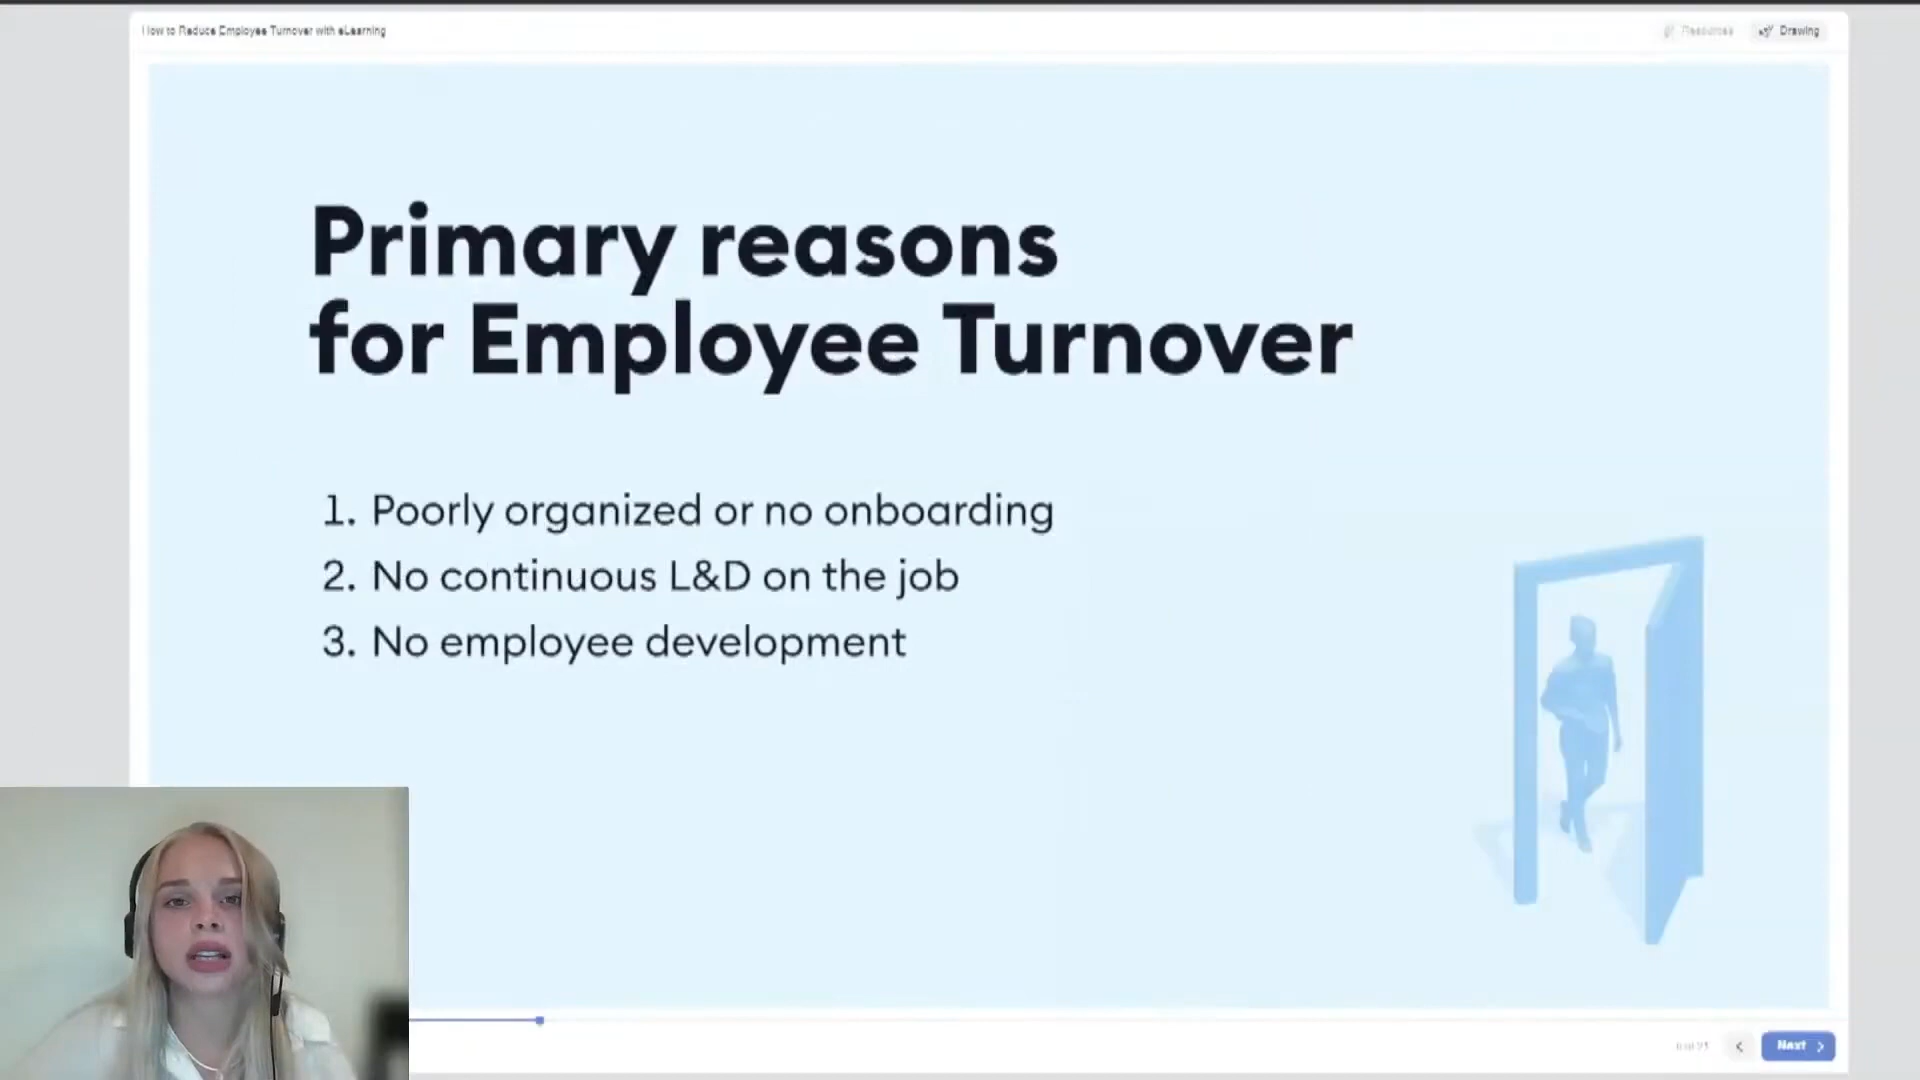 How to Reduce Employee Turnover with eLearning
Resources
Drawing
Primary reasons
for Employee Turnover
1. Poorly organized or no onboarding
2. No continuous L&D on the job
3. No employee development
Next